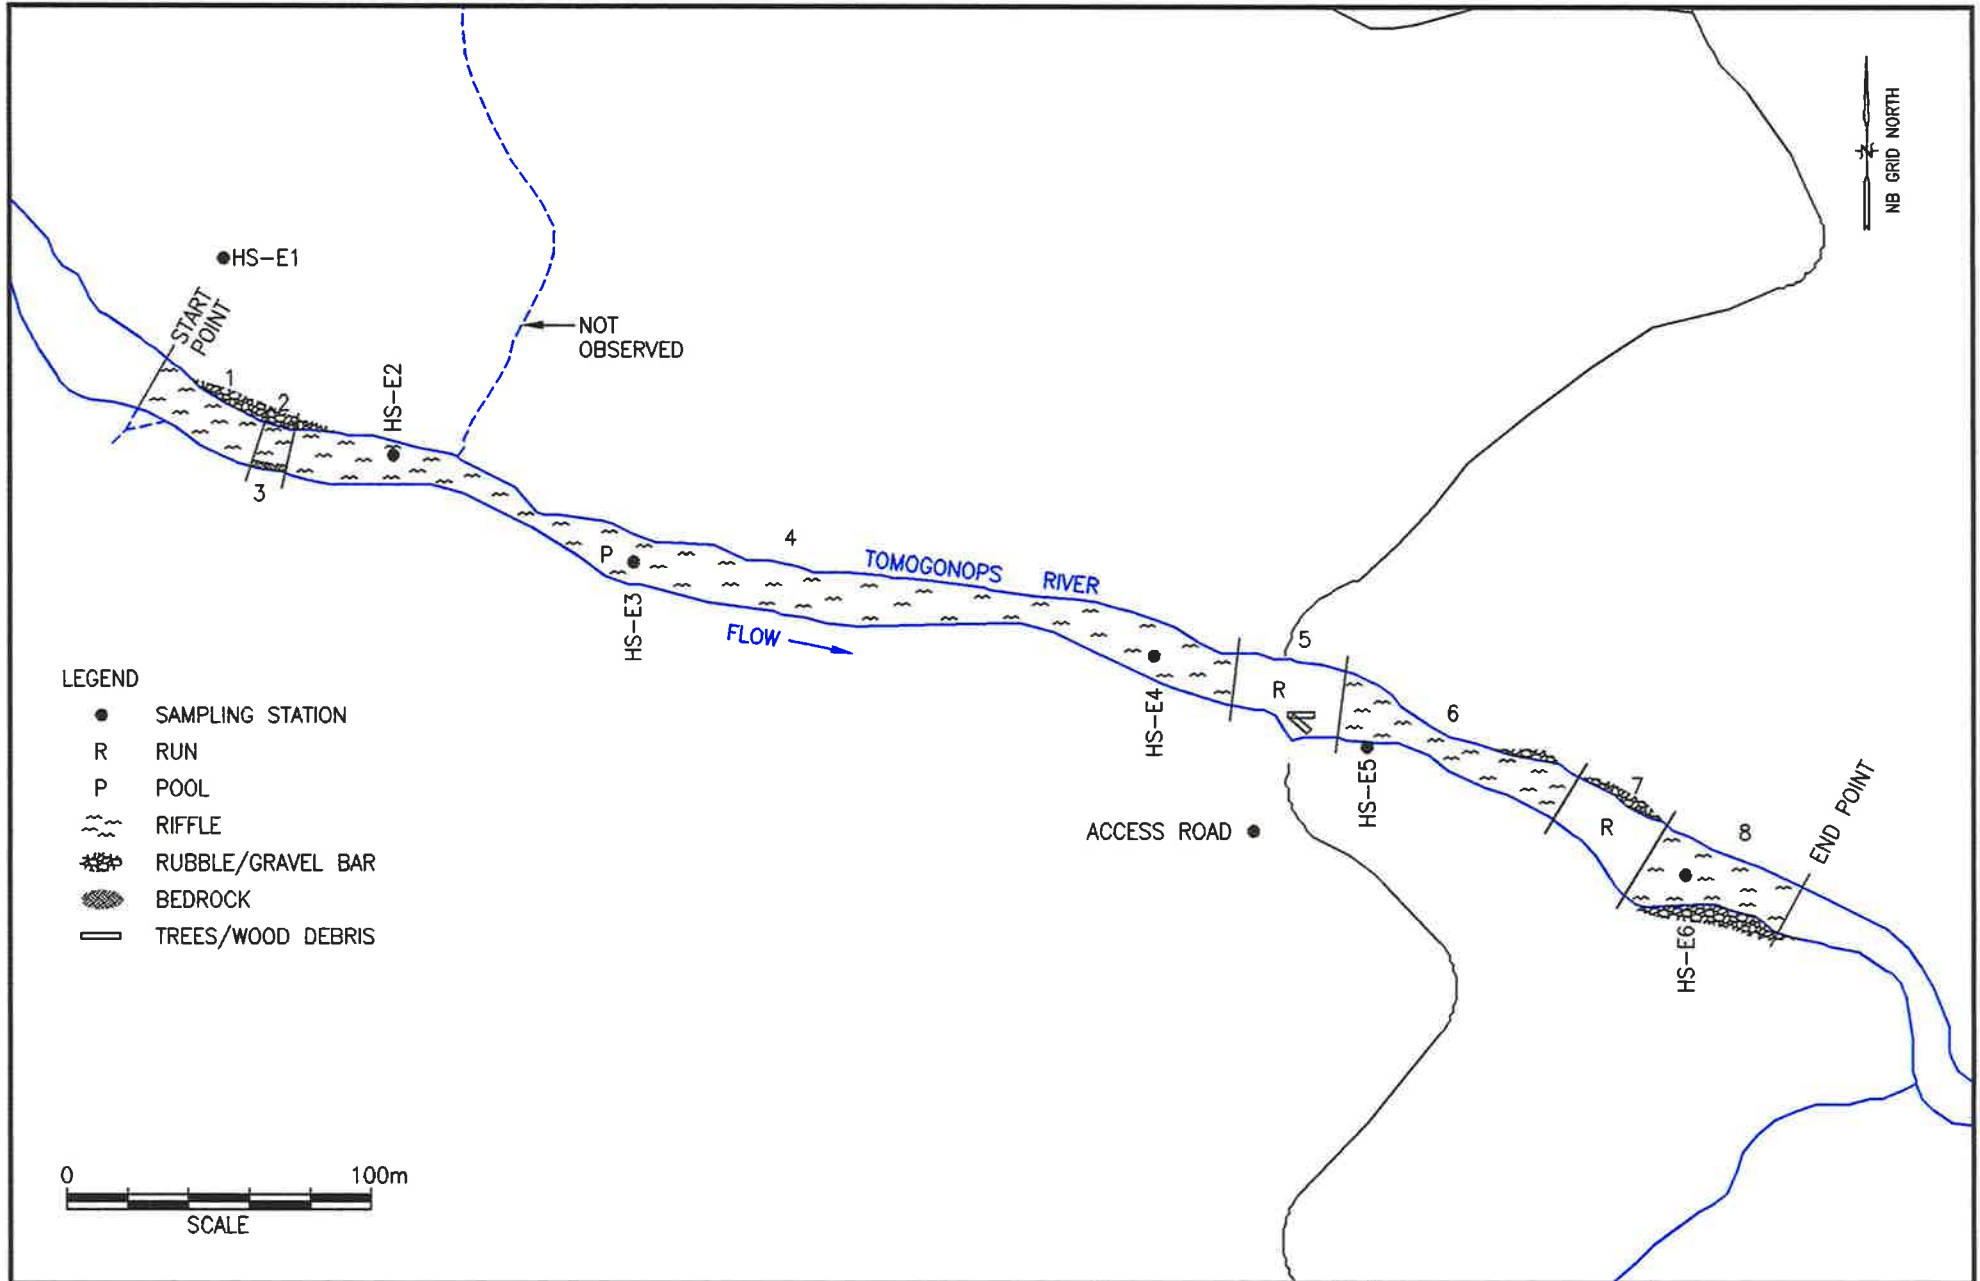 NB GRID NORTH
N
HS-E1
START
POINT
NOT
OBSERVED
1
2
HS-E2
3
4
P
HS-E3
TOMOGONOPS RIVER
FLOW
HS-E4
5
R
6
HS-E5
7
R
8
END POINT
HS-E6
ACCESS ROAD
LEGEND
SAMPLING STATION
R RUN
P POOL
RIFFLE
RUBBLE/GRAVEL BAR
BEDROCK
TREES/WOOD DEBRIS
0 100m
SCALE